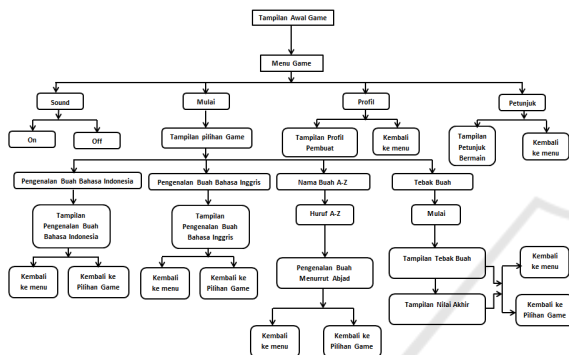 Tampilan Awal Game
Menu Game
Sound
Mulai
Profil
Petunjuk
On
Off
Tampilan pilihan Game
Tampilan Profil
Pembuat
Kembali
ke menu
Tampilan
Petunjuk
Bermain
Kembali
ke menu
Pengenalan Buah Bahasa Indonesia
Pengenalan Buah Bahasa Inggris
Nama Buah A-Z
Tebak Buah
Tampilan
Pengenalan Buah
Bahasa Indonesia
Tampilan
Pengenalan Buah
Bahasa Inggris
Huruf A-Z
Mulai
Kembali
ke menu
Kembali ke
Pilihan Game
Kembali
ke menu
Kembali ke
Pilihan Game
Pengenalan Buah
Menurrut Abjad
Tampilan Tebak Buah
Tampilan Nilai Akhir
Kembali
ke menu
Kembali ke
Pilihan Game
Kembali
ke menu
Kembali ke
Pilihan Game